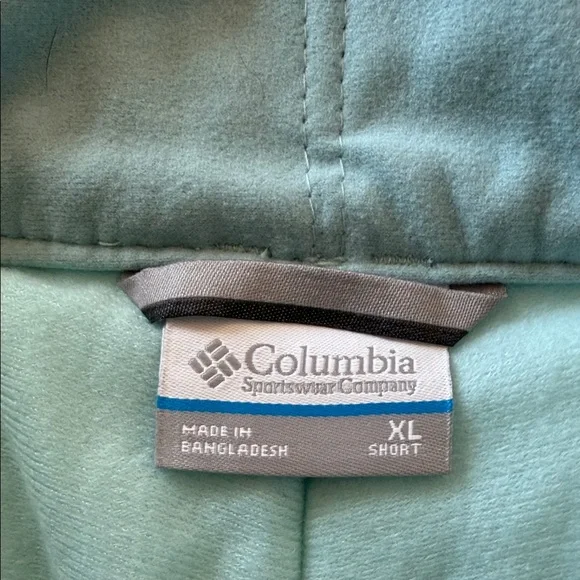 Columbia
Sportswear Company
MADE IN
BANGLADESH
XL
SHORT